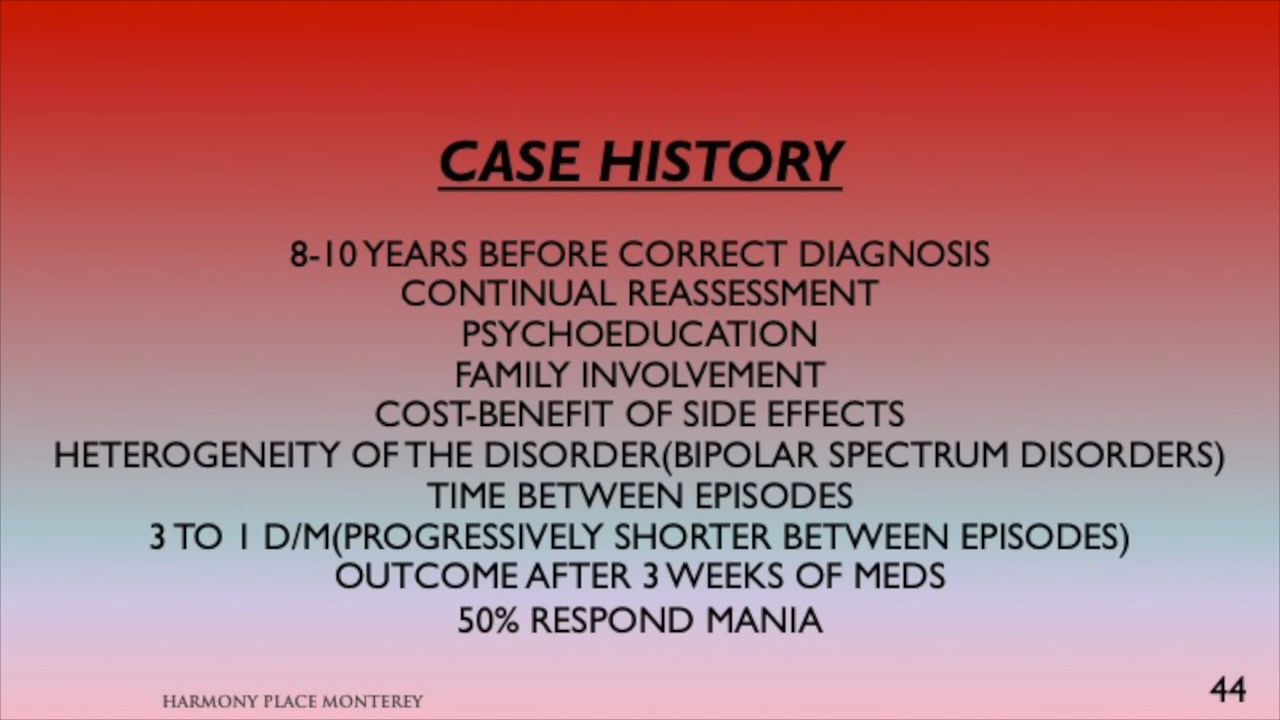 CASE HISTORY
8-10 YEARS BEFORE CORRECT DIAGNOSIS
CONTINUAL REASSESSMENT
PSYCHOEDUCATION
FAMILY INVOLVEMENT
COST-BENEFIT OF SIDE EFFECTS
HETEROGENEITY OF THE DISORDER(BIPOLAR SPECTRUM DISORDERS)
TIME BETWEEN EPISODES
3 TO 1 D/M(PROGRESSIVELY SHORTER BETWEEN EPISODES)
OUTCOME AFTER 3 WEEKS OF MEDS
50% RESPOND MANIA
HARMONY PLACE MONTEREY
44